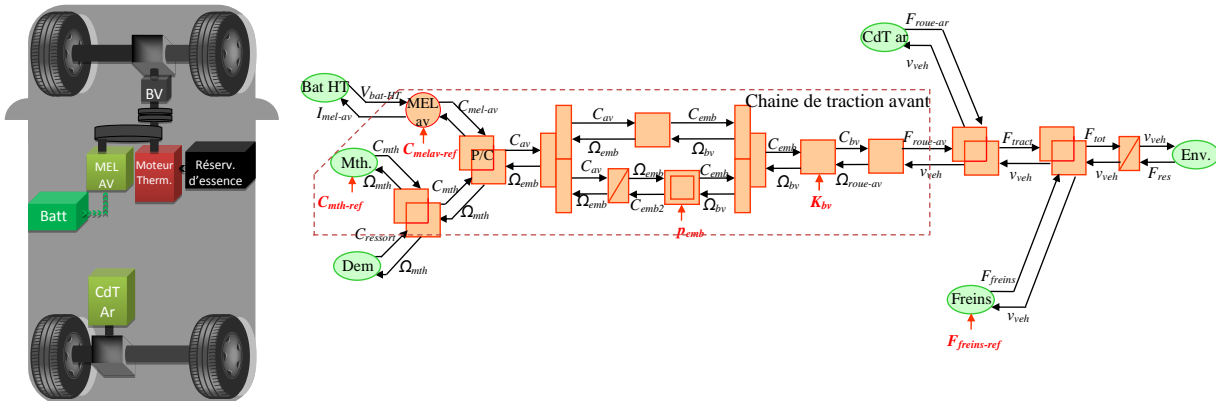 BV
MEL
AV
Moteur
Therm.
Réserv.
d'essence
Batt
CdT
Ar
Chaine de traction avant
Bat HT
V_bat-HT
I_mel-av
MEL
av
C_mel-av
C_melav-ref
P/C
Mth.
C_mth
Ω_mth
C_mth-ref
C_mth
Ω_mth
C_ressort
Dem
Ω_mth
C_av
Ω_emb
C_av
Ω_emb
C_emb
Ω_bv
C_av
Ω_emb
Ω_emb
C_emb2
C_emb
Ω_bv
p_emb
C_emb
Ω_bv
K_bv
C_bv
Ω_roue-av
F_roue-av
v_veh
CdT ar
F_roue-ar
v_veh
F_tract
v_veh
F_tot
v_veh
v_veh
F_res
Env.
Freins
F_freins
v_veh
F_freins-ref